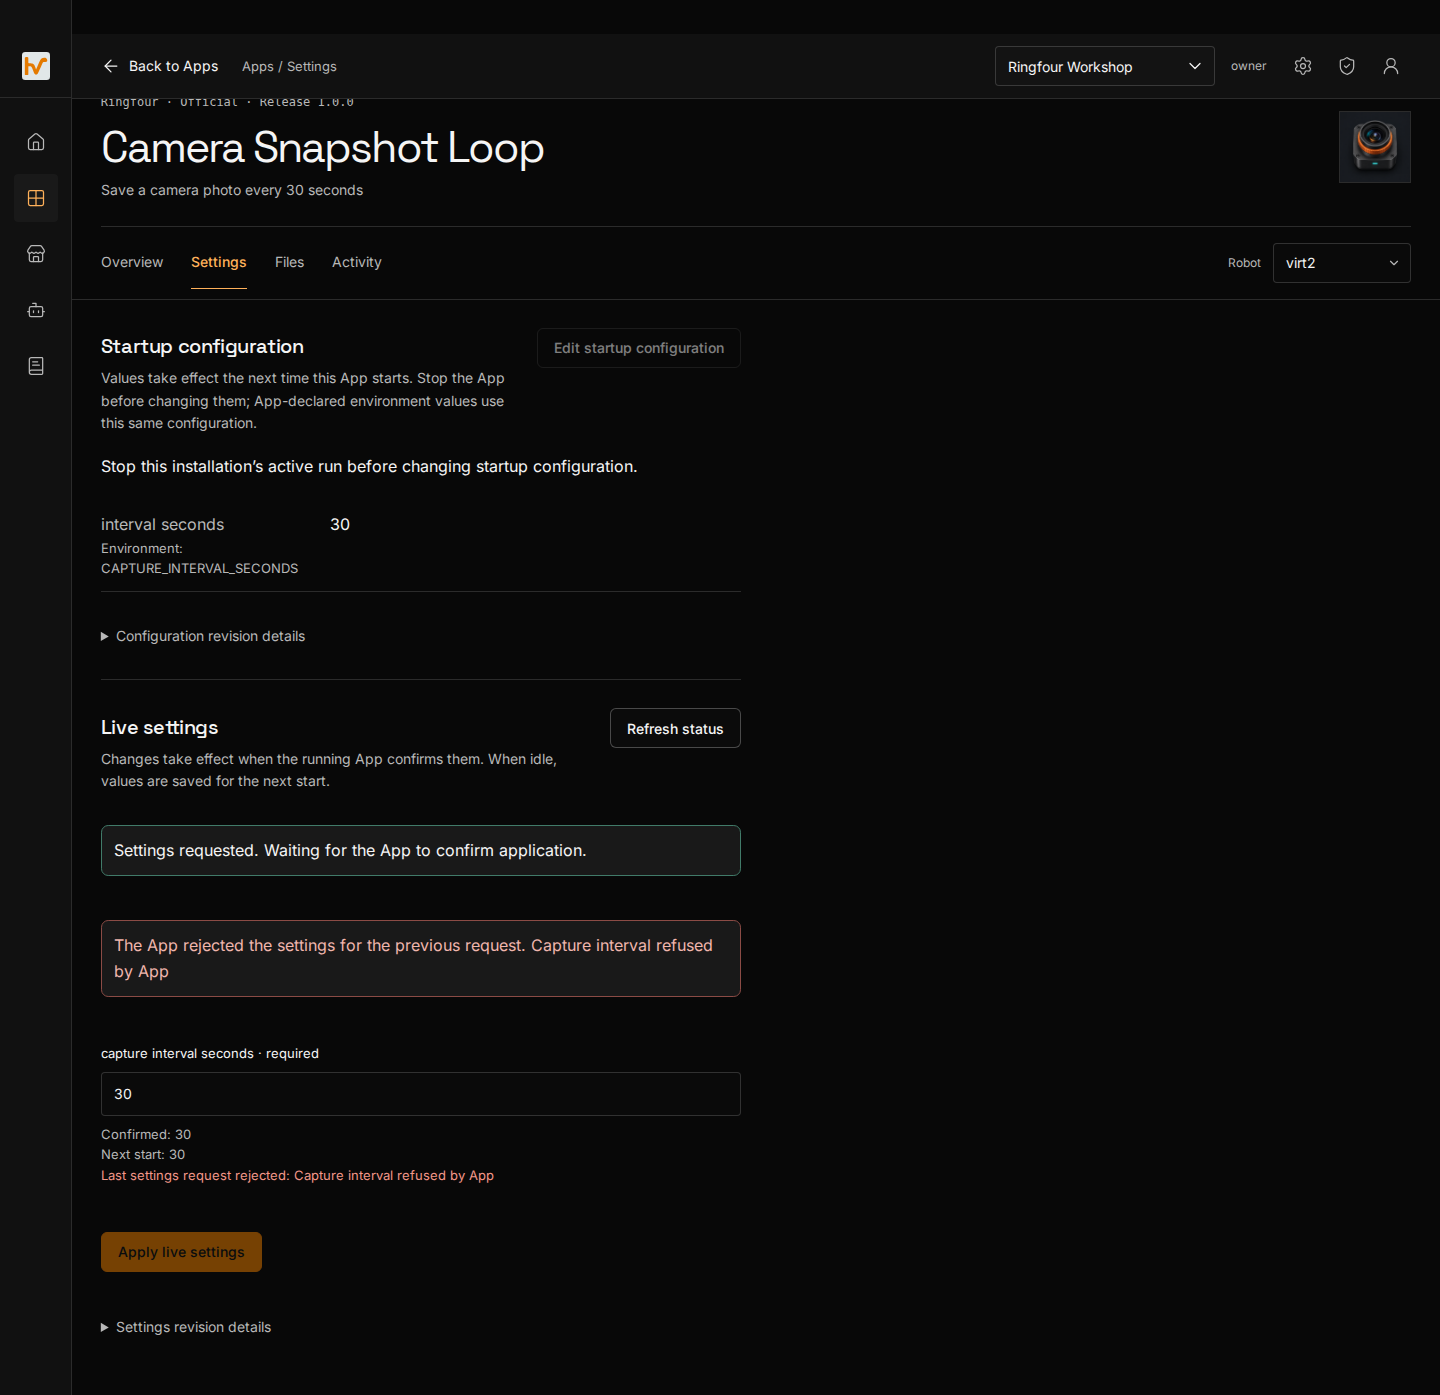 Back to Apps
Apps / Settings
Ringfour Workshop
owner
Ringfour · Official · Release 1.0.0
Camera Snapshot Loop
Save a camera photo every 30 seconds
Overview
Settings
Files
Activity
Robot
virt2
Startup configuration
Edit startup configuration
Values take effect the next time this App starts. Stop the App
before changing them; App-declared environment values use
this same configuration.
Stop this installation’s active run before changing startup configuration.
interval seconds
30
Environment:
CAPTURE_INTERVAL_SECONDS
Configuration revision details
Live settings
Refresh status
Changes take effect when the running App confirms them. When idle,
values are saved for the next start.
Settings requested. Waiting for the App to confirm application.
The App rejected the settings for the previous request. Capture interval refused
by App
capture interval seconds · required
30
Confirmed: 30
Next start: 30
Last settings request rejected: Capture interval refused by App
Apply live settings
Settings revision details